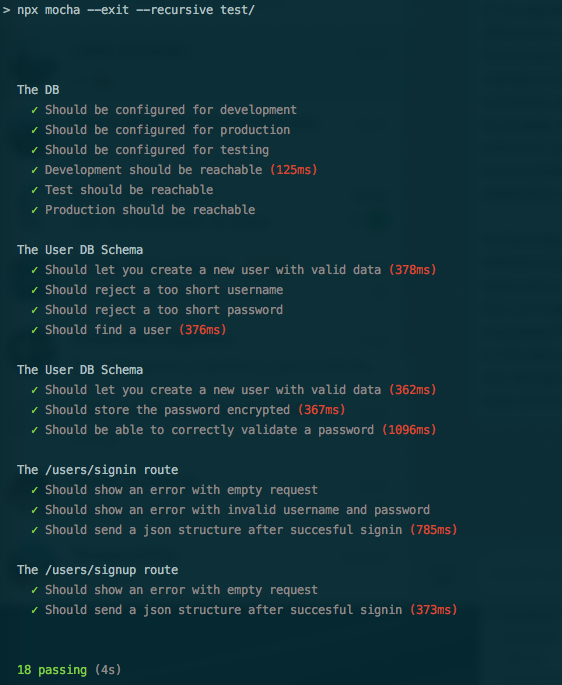 > npx mocha --exit --recursive test/
The DB
✓ Should be configured for development
✓ Should be configured for production
✓ Should be configured for testing
✓ Development should be reachable (125ms)
✓ Test should be reachable
✓ Production should be reachable
The User DB Schema
✓ Should let you create a new user with valid data (378ms)
✓ Should reject a too short username
✓ Should reject a too short password
✓ Should find a user (376ms)
The User DB Schema
✓ Should let you create a new user with valid data (362ms)
✓ Should store the password encrypted (367ms)
✓ Should be able to correctly validate a password (1096ms)
The /users/signin route
✓ Should show an error with empty request
✓ Should show an error with invalid username and password
✓ Should send a json structure after succesful signin (785ms)
The /users/signup route
✓ Should show an error with empty request
✓ Should send a json structure after succesful signin (373ms)
18 passing (4s)